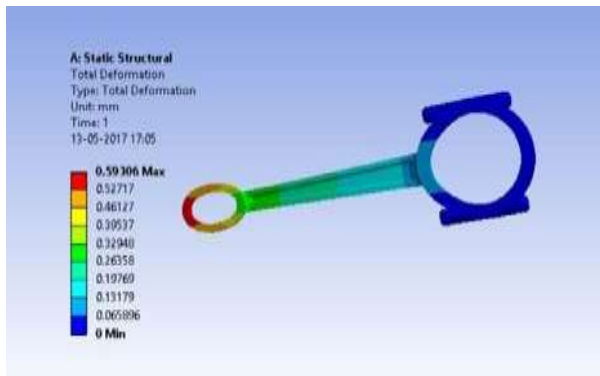 A: Static Structural
Total Deformation
Type: Total Deformation
Unit: mm
Time: 1
13-05-2017 17:05
0.59306 Max
0.52717
0.46127
0.39537
0.32948
0.26358
0.19769
0.13179
0.065896
0 Min